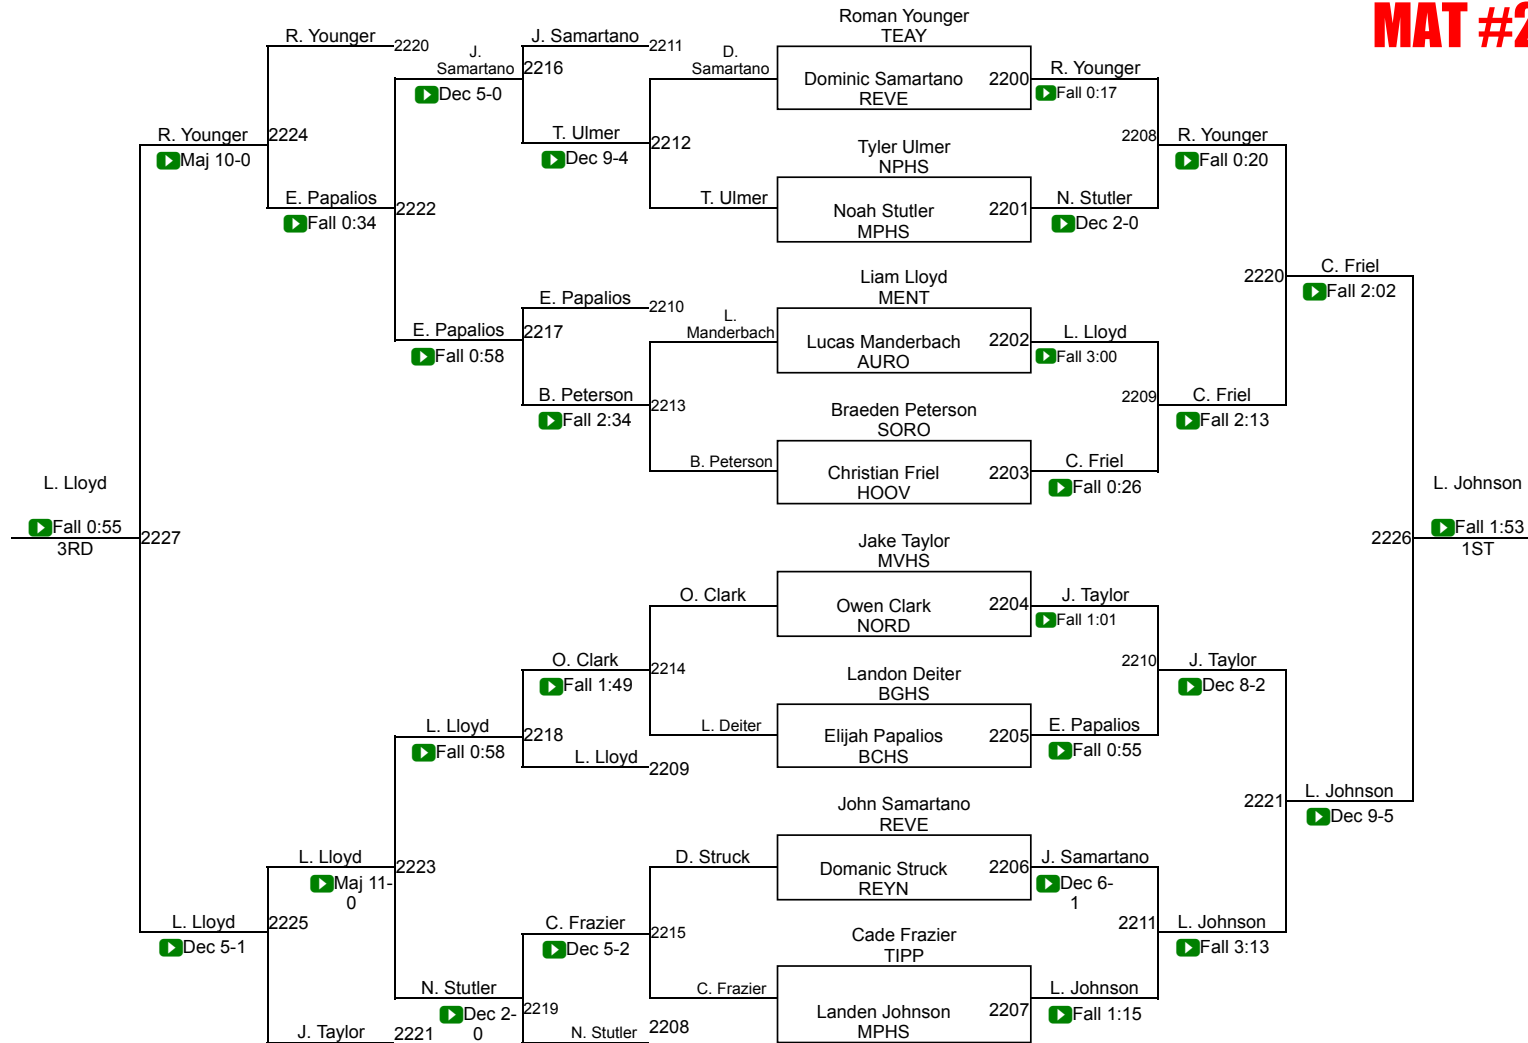 MAT #2
Roman Younger
TEAY
R. Younger
2220
J.
Samartano
2216
J. Samartano
2211
D.
Samartano
Dominic Samartano
REVE
2200
R. Younger
Fall 0:17
Dec 5-0
R. Younger
Maj 10-0
2224
T. Ulmer
Dec 9-4
2212
Tyler Ulmer
NPHS
2208
R. Younger
Fall 0:20
E. Papalios
Fall 0:34
2222
T. Ulmer
Noah Stutler
MPHS
2201
N. Stutler
Dec 2-0
Liam Lloyd
MENT
2220
C. Friel
Fall 2:02
E. Papalios
2210
E. Papalios
Fall 0:58
2217
L.
Manderbach
Lucas Manderbach
AURO
2202
L. Lloyd
Fall 3:00
B. Peterson
Fall 2:34
2213
Braeden Peterson
SORO
2209
C. Friel
Fall 2:13
B. Peterson
Christian Friel
HOOV
2203
C. Friel
Fall 0:26
L. Lloyd
Fall 0:55
3RD
2227
L. Johnson
2226
Fall 1:53
1ST
Jake Taylor
MVHS
O. Clark
Owen Clark
NORD
2204
J. Taylor
Fall 1:01
O. Clark
Fall 1:49
2214
Landon Deiter
BGHS
2210
J. Taylor
Dec 8-2
L. Lloyd
Fall 0:58
2218
L. Deiter
Elijah Papalios
BCHS
2205
E. Papalios
Fall 0:55
L. Lloyd
2209
John Samartano
REVE
2221
L. Johnson
Dec 9-5
L. Lloyd
Maj 11-
0
2223
D. Struck
Domanic Struck
REYN
2206
J. Samartano
Dec 6-
1
L. Lloyd
Dec 5-1
2225
C. Frazier
Dec 5-2
2215
Cade Frazier
TIPP
2211
L. Johnson
Fall 3:13
N. Stutler
Dec 2-
0
2219
C. Frazier
Landen Johnson
MPHS
2207
L. Johnson
Fall 1:15
J. Taylor
2221
N. Stutler
2208